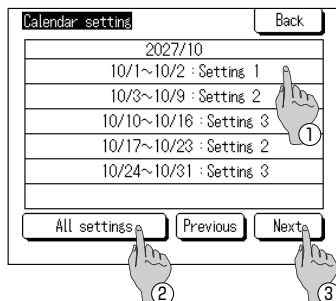 Calendar setting Back
2027/10
10/1~10/2 : Setting 1
10/3~10/9 : Setting 2
10/10~10/16 : Setting 3
10/17~10/23 : Setting 2
10/24~10/31 : Setting 3
①
All settings Previous Next
② ③